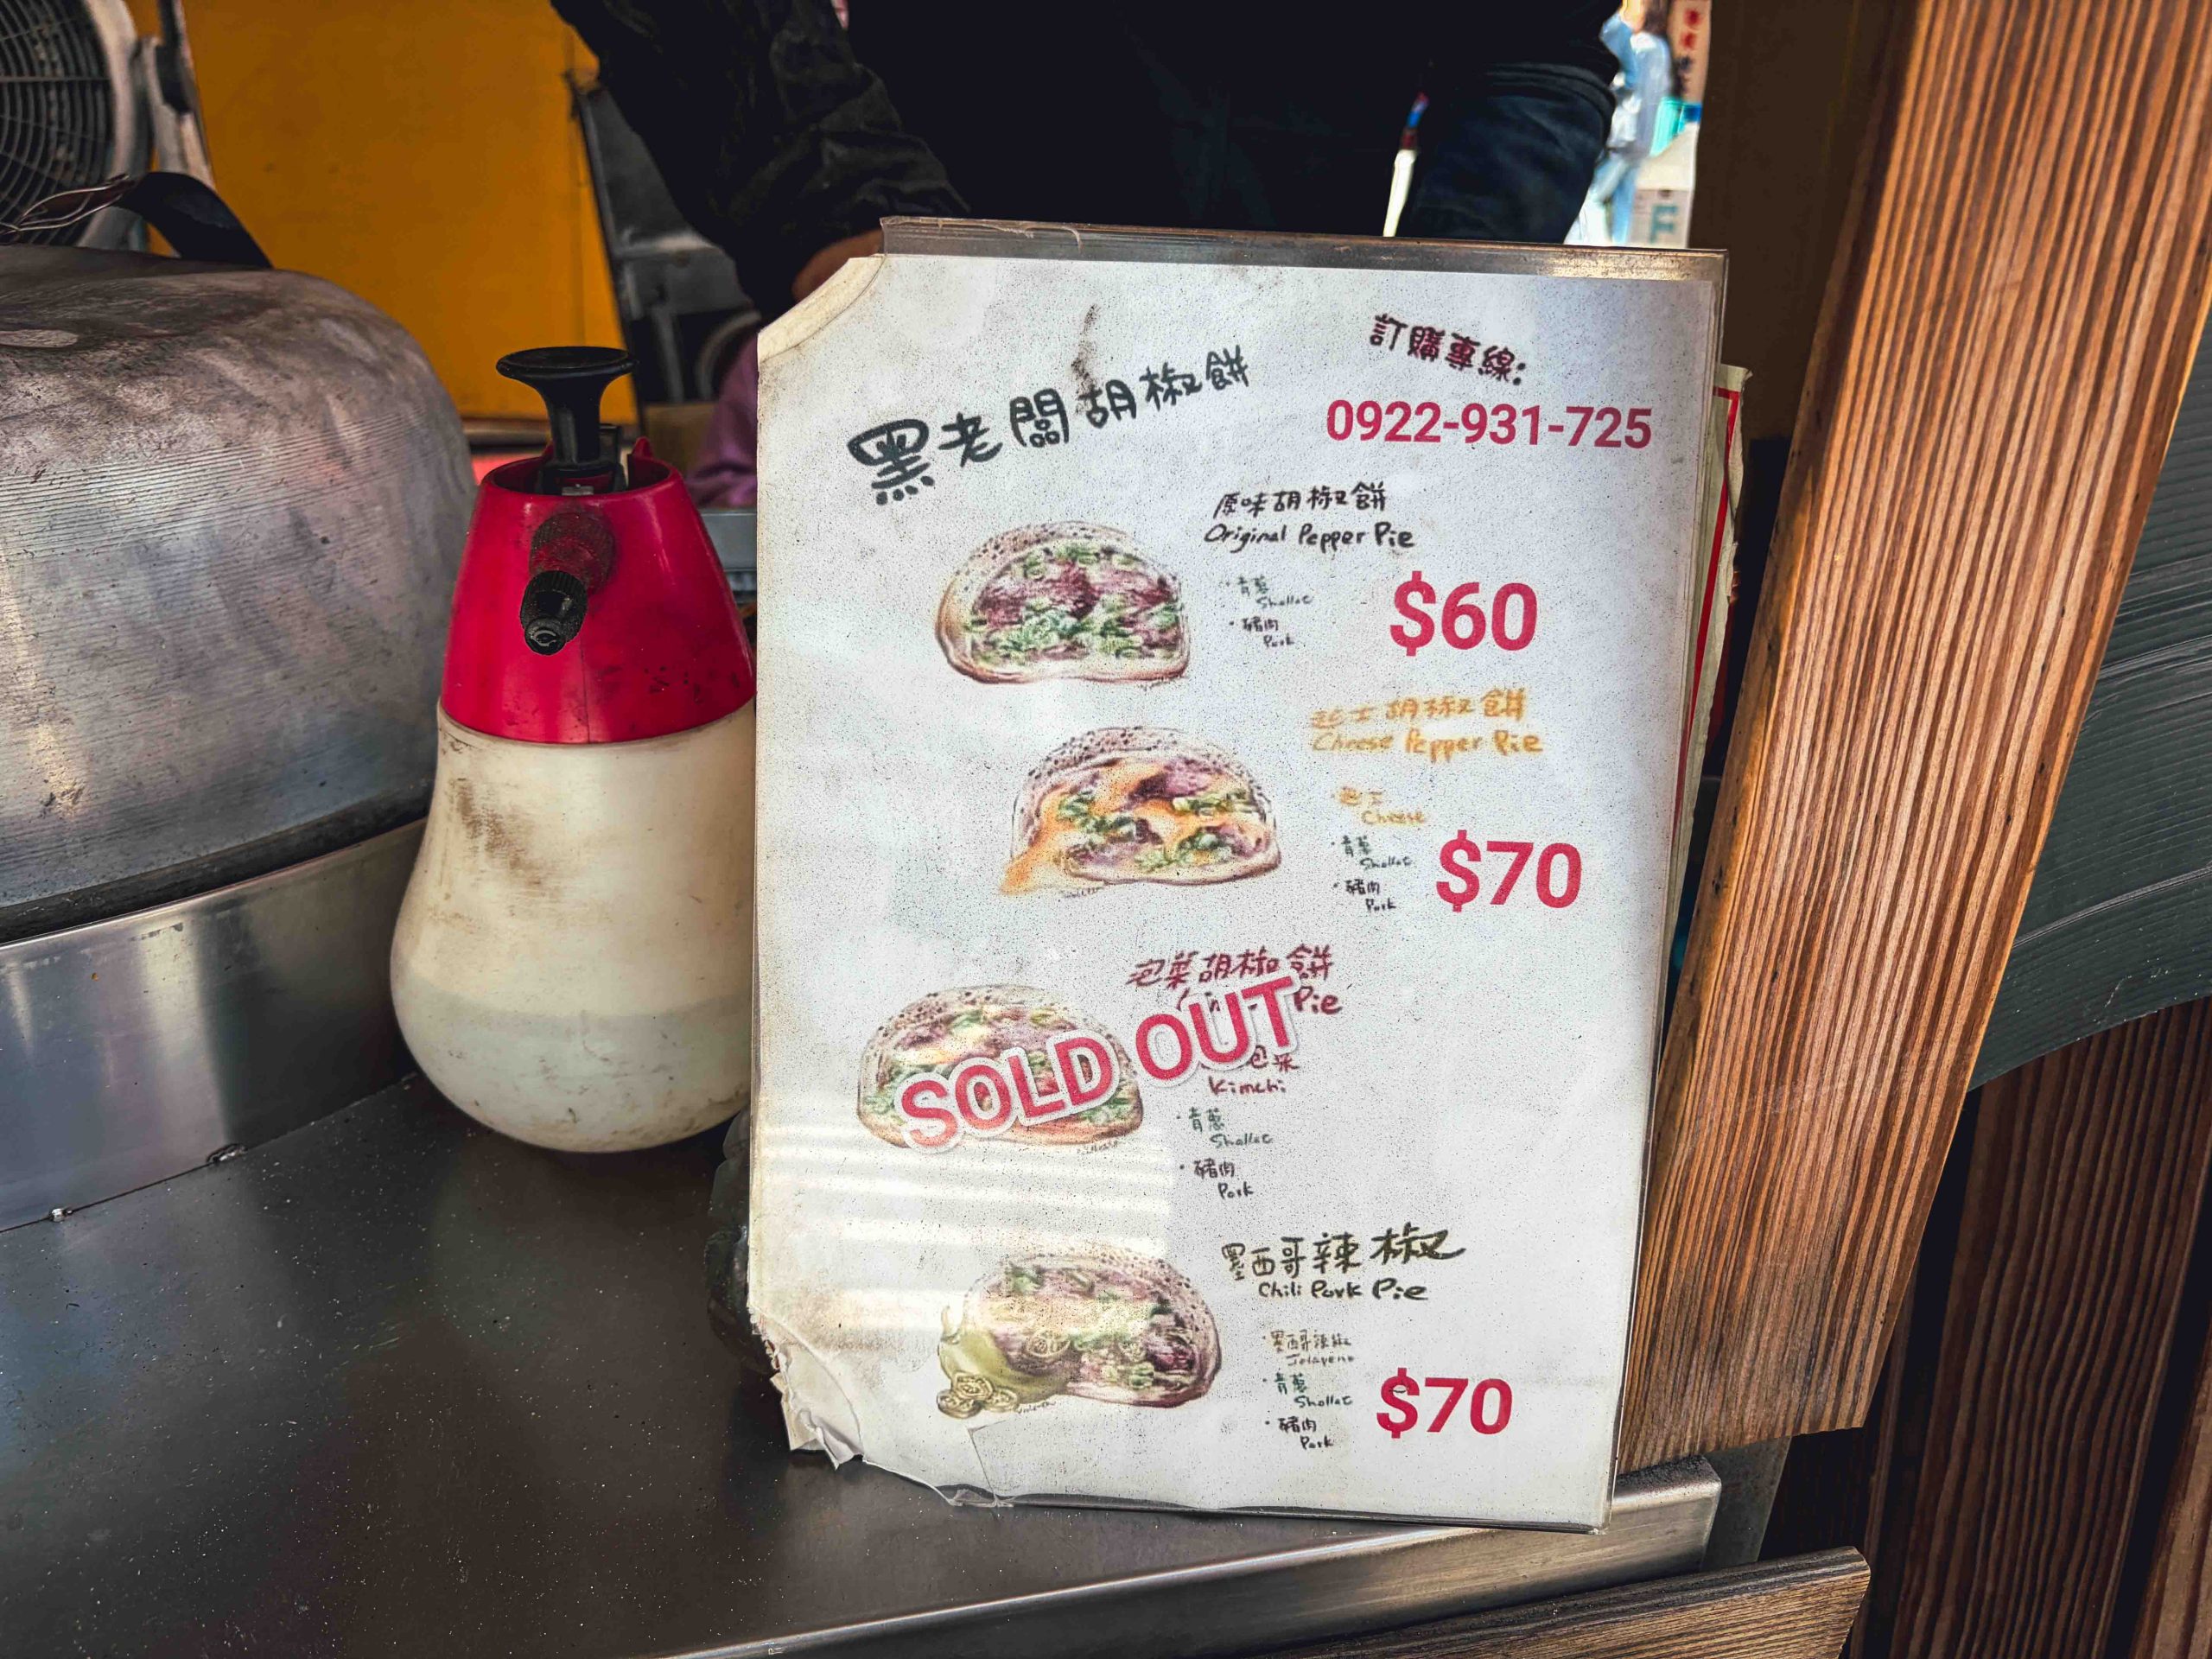 黑老闆胡椒餅
訂購專線:
0922-931-725
原味胡椒餅
Original Pepper Pie
・青蔥
Shallot
・豬肉
Pork
$60
起士胡椒餅
Cheese Pepper Pie
起士
Cheese
・青蔥
Shallot
・豬肉
Pork
$70
泡菜胡椒餅
Pie
SOLD OUT
泡菜
Kimchi
・青蔥
Shallot
・豬肉
Pork
墨西哥辣椒
Chili Pork Pie
・墨西哥辣椒
Jalapeno
・青蔥
Shallot
・豬肉
Pork
$70